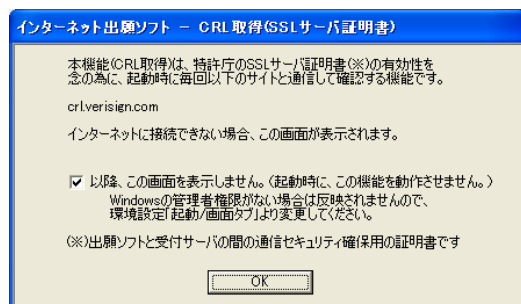 インターネット出願ソフト － CRL取得(SSLサーバ証明書)
本機能(CRL取得)は、特許庁のSSLサーバ証明書(※)の有効性を
念の為に、起動時に毎回以下のサイトと通信して確認する機能です。
crl.verisign.com
インターネットに接続できない場合、この画面が表示されます。
以降、この画面を表示しません。(起動時に、この機能を動作させません。)
Windowsの管理者権限がない場合は反映されませんので、
環境設定「起動/画面タブ」より変更してください。
(※)出願ソフトと受付サーバの間の通信セキュリティ確保用の証明書です
OK